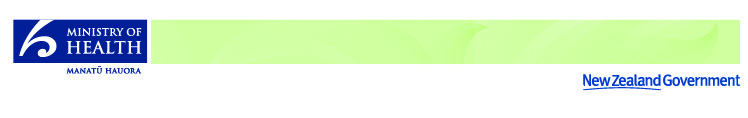 MINISTRY OF
HEALTH
MANATŪ HAUORA
New Zealand Government